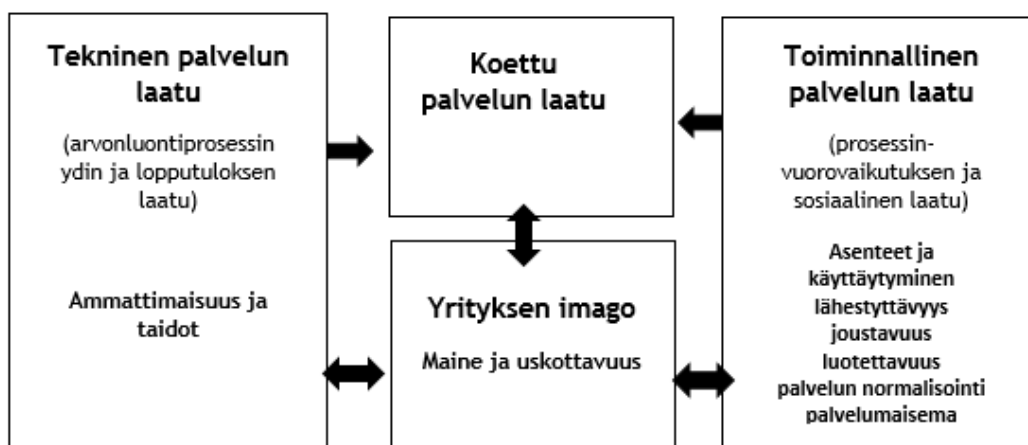 Tekninen palvelun
laatu
(arvonluontiprosessin
ydin ja lopputuloksen
laatu)
Ammattimaisuus ja
taidot
Koettu
palvelun laatu
Yrityksen imago
Maine ja uskottavuus
Toiminnallinen
palvelun laatu
(prosessin-
vuorovaikutuksen ja
sosiaalinen laatu)
Asenteet ja
käyttäytyminen
lähestyttävyys
joustavuus
luotettavuus
palvelun normalisointi
palvelumaisema